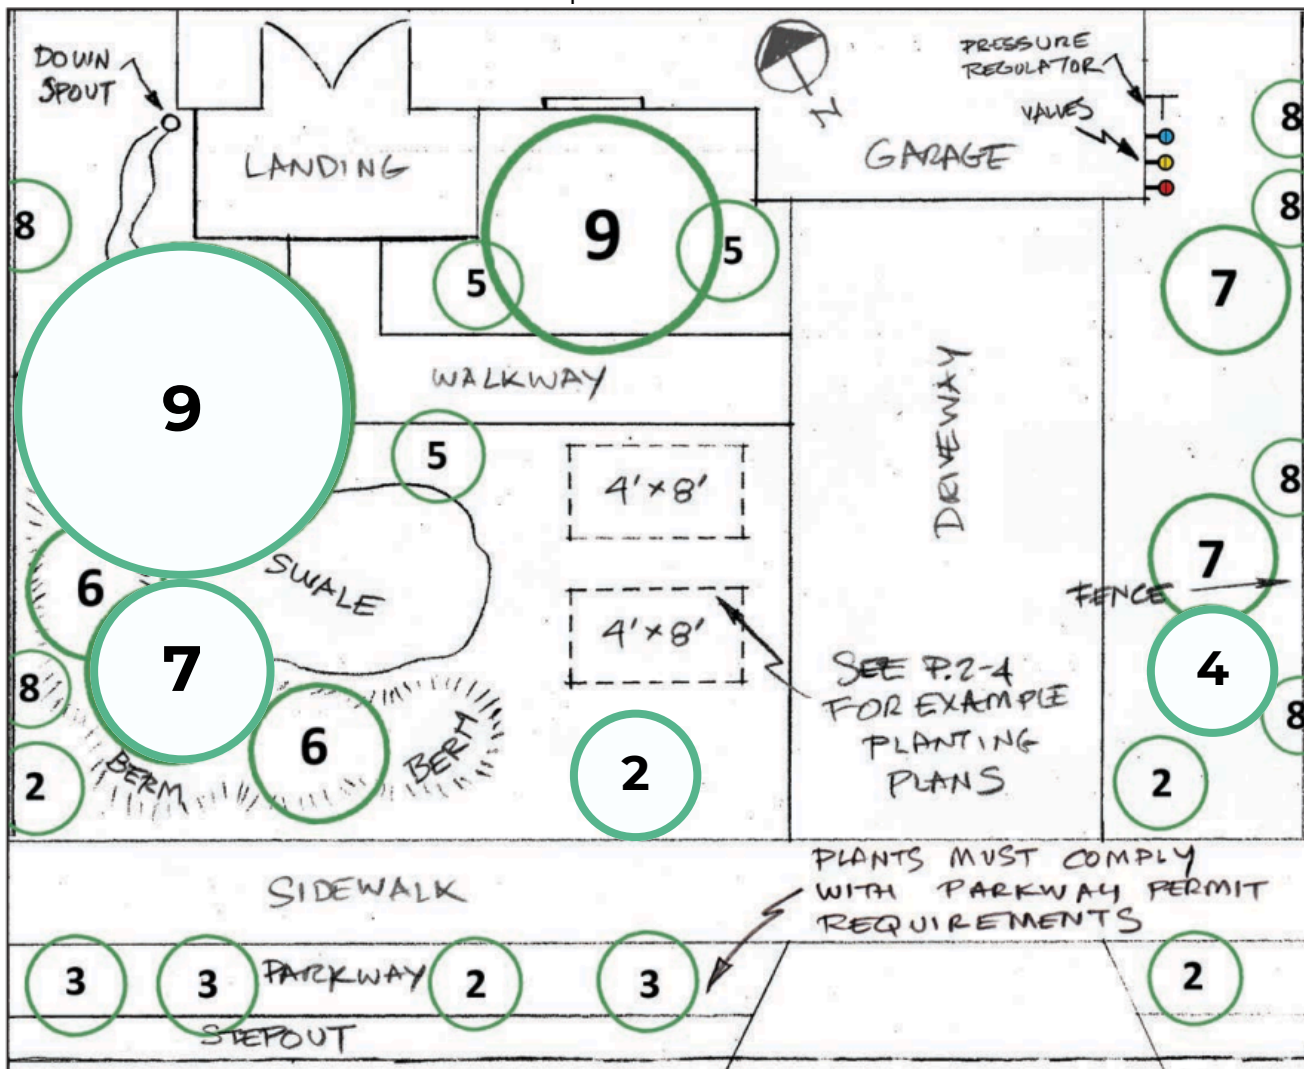 DOWN
SPOUT
PRESSURE
REGULATOR
VALVES
N
LANDING
GARAGE
8
8
8
9
5
5
7
WALKWAY
DRIVEWAY
9
5
4'×8'
8
SWALE
6
7
FENCE
4'×8'
7
4
8
8
SEE P.2-4
FOR EXAMPLE
PLANTING
PLANS
6
BERM
BERM
2
2
2
PLANTS MUST COMPLY
WITH PARKWAY PERMIT
REQUIREMENTS
SIDEWALK
3
3
PARKWAY
2
3
2
STEPOUT